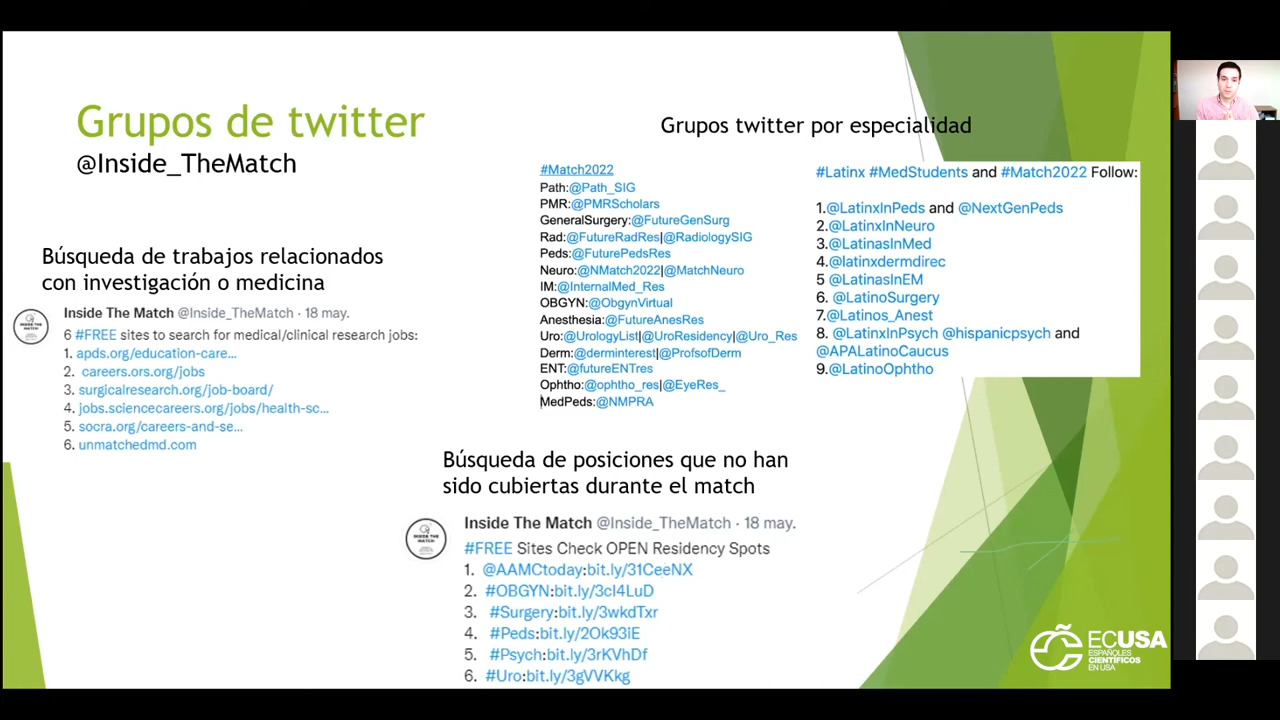 Grupos de twitter
@Inside_TheMatch
Búsqueda de trabajos relacionados
con investigación o medicina
Inside The Match @Inside_TheMatch · 18 may.
6 #FREE sites to search for medical/clinical research jobs:
1. apds.org/education-care...
2. careers.ors.org/jobs
3. surgicalresearch.org/job-board/
4. jobs.sciencecareers.org/jobs/health-sc...
5. socra.org/careers-and-se...
6. unmatchedmd.com
Grupos twitter por especialidad
#Match2022
Path:@Path_SIG
PMR:@PMRScholars
GeneralSurgery:@FutureGenSurg
Rad:@FutureRadRes|@RadiologySIG
Peds:@FuturePedsRes
Neuro:@NMatch2022|@MatchNeuro
IM:@InternalMed_Res
OBGYN:@ObgynVirtual
Anesthesia:@FutureAnesRes
Uro:@UrologyList|@UroResidency|@Uro_Res
Derm:@derminterest|@ProfsofDerm
ENT:@futureENTres
Ophtho:@ophtho_res|@EyeRes_
MedPeds:@NMPRA
#Latinx #MedStudents and #Match2022 Follow:
1.@LatinxInPeds and @NextGenPeds
2.@LatinxInNeuro
3.@LatinasInMed
4.@latinxdermdirec
5 @LatinasInEM
6. @LatinoSurgery
7.@Latinos_Anest
8. @LatinxInPsych @hispanicpsych and
@APALatinoCaucus
9.@LatinoOphtho
Búsqueda de posiciones que no han
sido cubiertas durante el match
Inside The Match @Inside_TheMatch · 18 may.
#FREE Sites Check OPEN Residency Spots
1. @AAMCtoday:bit.ly/31CeeNX
2. #OBGYN:bit.ly/3cI4LuD
3. #Surgery:bit.ly/3wkdTxr
4. #Peds:bit.ly/2Ok93iE
5. #Psych:bit.ly/3rKVhDf
6. #Uro:bit.ly/3gVVKkg
ECUSA
ESPAÑOLES
CIENTÍFICOS
EN USA